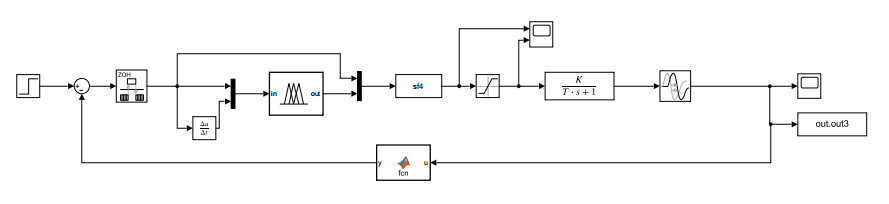 ZOH
+
−
Δu
Δt
in
out
sf4
K
T · s + 1
out.out3
y
u
fcn